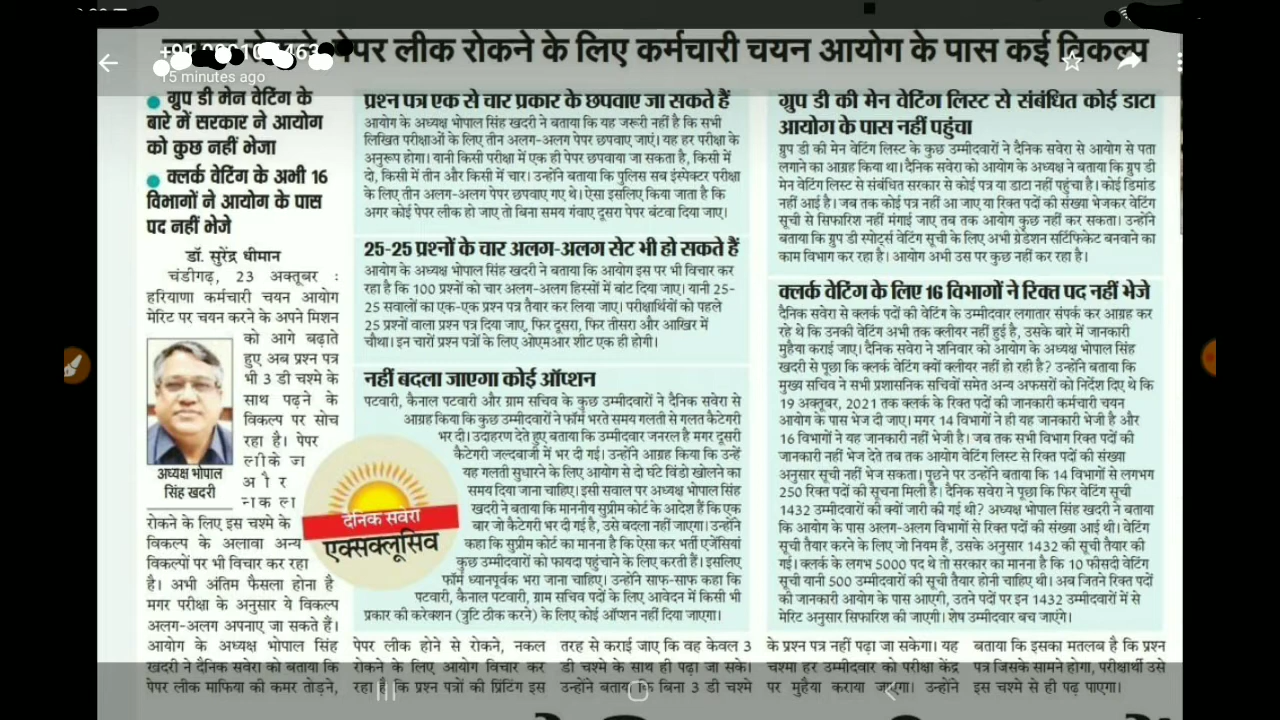 पेपर लीक रोकने के लिए कर्मचारी चयन आयोग के पास कई विकल्प
5 minutes ago
ग्रुप डी मेन वेटिंग के
बारे में सरकार ने आयोग
को कुछ नहीं भेजा
क्लर्क वेटिंग के अभी 16
विभागों ने आयोग के पास
पद नहीं भेजे
डॉ. सुरेंद्र धीमान
चंडीगढ़, 23 अक्तूबर :
हरियाणा कर्मचारी चयन आयोग
मेरिट पर चयन करने के अपने मिशन
को आगे बढ़ाते
हुए अब प्रश्न पत्र
भी 3 डी चश्मे के
साथ पढ़ने के
विकल्प पर सोच
रहा है। पेपर
लीके ज
और
नकल
अध्यक्ष भोपाल
सिंह खदरी
रोकने के लिए इस चश्मे के
विकल्प के अलावा अन्य
विकल्पों पर भी विचार कर रहा
है। अभी अंतिम फैसला होना है
मगर परीक्षा के अनुसार ये विकल्प
अलग-अलग अपनाए जा सकते हैं।
आयोग के अध्यक्ष भोपाल सिंह
खदरी ने दैनिक सवेरा को बताया कि
पेपर लीक माफिया की कमर तोड़ने,
प्रश्न पत्र एक से चार प्रकार के छपवाए जा सकते हैं
आयोग के अध्यक्ष भोपाल सिंह खदरी ने बताया कि यह जरूरी नहीं है कि सभी
लिखित परीक्षाओं के लिए तीन अलग-अलग पेपर छपवाए जाएं। यह हर परीक्षा के
अनुरूप होगा। यानी किसी परीक्षा में एक ही पेपर छपवाया जा सकता है, किसी में
दो, किसी में तीन और किसी में चार। उन्होंने बताया कि पुलिस सब इंस्पेक्टर परीक्षा
के लिए तीन अलग-अलग पेपर छपवाए गए थे। ऐसा इसलिए किया जाता है कि
अगर कोई पेपर लीक हो जाए तो बिना समय गंवाए दूसरा पेपर बंटवा दिया जाए।
25-25 प्रश्नों के चार अलग-अलग सेट भी हो सकते हैं
आयोग के अध्यक्ष भोपाल सिंह खदरी ने बताया कि आयोग इस पर भी विचार कर
रहा है कि 100 प्रश्नों को चार अलग-अलग हिस्सों में बांट दिया जाए। यानी 25-
25 सवालों का एक-एक प्रश्न पत्र तैयार कर लिया जाए। परीक्षार्थियों को पहले
25 प्रश्नों वाला प्रश्न पत्र दिया जाए, फिर दूसरा, फिर तीसरा और आखिर में
चौथा। इन चारों प्रश्न पत्रों के लिए ओएमआर शीट एक ही होगी।
नहीं बदला जाएगा कोई ऑप्शन
पटवारी, कैनाल पटवारी और ग्राम सचिव के कुछ उम्मीदवारों ने दैनिक सवेरा से
आग्रह किया कि कुछ उम्मीदवारों ने फॉर्म भरते समय गलती से गलत कैटेगरी
भर दी। उदाहरण देते हुए बताया कि उम्मीदवार जनरल है मगर दूसरी
कैटेगरी जल्दबाजी में भर दी गई। उन्होंने आग्रह किया कि उन्हें
यह गलती सुधारने के लिए आयोग से दो घंटे विंडो खोलने का
समय दिया जाना चाहिए। इसी सवाल पर अध्यक्ष भोपाल सिंह
खदरी ने बताया कि माननीय सुप्रीम कोर्ट के आदेश हैं कि एक
बार जो कैटेगरी भर दी गई है, उसे बदला नहीं जाएगा। उन्होंने
कहा कि सुप्रीम कोर्ट का मानना है कि ऐसा कर भर्ती एजेंसियां
कुछ उम्मीदवारों को फायदा पहुंचाने के लिए करती हैं। इसलिए
फॉर्म ध्यानपूर्वक भरा जाना चाहिए। उन्होंने साफ-साफ कहा कि
पटवारी, कैनाल पटवारी, ग्राम सचिव पदों के लिए आवेदन में किसी भी
प्रकार की करेक्शन (त्रुटि ठीक करने) के लिए कोई ऑप्शन नहीं दिया जाएगा।
दैनिक सवेरा
एक्सक्लूसिव
ग्रुप डी की मेन वेटिंग लिस्ट से संबंधित कोई डाटा
आयोग के पास नहीं पहुंचा
ग्रुप डी की मेन वेटिंग लिस्ट के कुछ उम्मीदवारों ने दैनिक सवेरा से आयोग से पता
लगाने का आग्रह किया था। दैनिक सवेरा को आयोग के अध्यक्ष ने बताया कि ग्रुप डी
मेन वेटिंग लिस्ट से संबंधित सरकार से कोई पत्र या डाटा नहीं पहुंचा है। कोई डिमांड
नहीं आई है। जब तक कोई पत्र नहीं आ जाए या रिक्त पदों की संख्या भेजकर वेटिंग
सूची से सिफारिश नहीं मंगाई जाए तब तक आयोग कुछ नहीं कर सकता। उन्होंने
बताया कि ग्रुप डी स्पोर्ट्स वेटिंग सूची के लिए अभी ग्रेडेशन सर्टिफिकेट बनवाने का
काम विभाग कर रहा है। आयोग अभी उस पर कुछ नहीं कर रहा है।
क्लर्क वेटिंग के लिए 16 विभागों ने रिक्त पद नहीं भेजे
दैनिक सवेरा से क्लर्क पदों की वेटिंग के उम्मीदवार लगातार संपर्क कर आग्रह कर
रहे थे कि उनकी वेटिंग अभी तक क्लीयर नहीं हुई है, उसके बारे में जानकारी
मुहैया कराई जाए। दैनिक सवेरा ने शनिवार को आयोग के अध्यक्ष भोपाल सिंह
खदरी से पूछा कि क्लर्क वेटिंग क्यों क्लीयर नहीं हो रही है? उन्होंने बताया कि
मुख्य सचिव ने सभी प्रशासनिक सचिवों समेत अन्य अफसरों को निर्देश दिए थे कि
19 अक्तूबर, 2021 तक क्लर्क के रिक्त पदों की जानकारी कर्मचारी चयन
आयोग के पास भेज दी जाए। मगर 14 विभागों ने ही यह जानकारी भेजी है और
16 विभागों ने यह जानकारी नहीं भेजी है। जब तक सभी विभाग रिक्त पदों की
जानकारी नहीं भेज देते तब तक आयोग वेटिंग लिस्ट से रिक्त पदों की संख्या
अनुसार सूची नहीं भेज सकता। पूछने पर उन्होंने बताया कि 14 विभागों से लगभग
250 रिक्त पदों की सूचना मिली है। दैनिक सवेरा ने पूछा कि फिर वेटिंग सूची
1432 उम्मीदवारों की क्यों जारी की गई थी? अध्यक्ष भोपाल सिंह खदरी ने बताया
कि आयोग के पास अलग-अलग विभागों से रिक्त पदों की संख्या आई थी। वेटिंग
सूची तैयार करने के लिए जो नियम हैं, उसके अनुसार 1432 की सूची तैयार की
गई। क्लर्क के लगभग 5000 पद थे तो सरकार का मानना है कि 10 फीसदी वेटिंग
सूची यानी 500 उम्मीदवारों की सूची तैयार होनी चाहिए थी। अब जितने रिक्त पदों
की जानकारी आयोग के पास आएगी, उतने पदों पर इन 1432 उम्मीदवारों में से
मेरिट अनुसार सिफारिश की जाएगी। शेष उम्मीदवार बच जाएंगे।
पेपर लीक होने से रोकने, नकल
रोकने के लिए आयोग विचार कर
रहा है कि प्रश्न पत्रों की प्रिंटिंग इस
तरह से कराई जाए कि वह केवल 3
डी चश्मे के साथ ही पढ़ा जा सके।
उन्होंने बताया कि बिना 3 डी चश्मे
के प्रश्न पत्र नहीं पढ़ा जा सकेगा। यह
चश्मा हर उम्मीदवार को परीक्षा केंद्र
पर मुहैया कराया जाएगा। उन्होंने
बताया कि इसका मतलब है कि प्रश्न
पत्र जिसके सामने होगा, परीक्षार्थी उसे
इस चश्मे से ही पढ़ पाएगा।